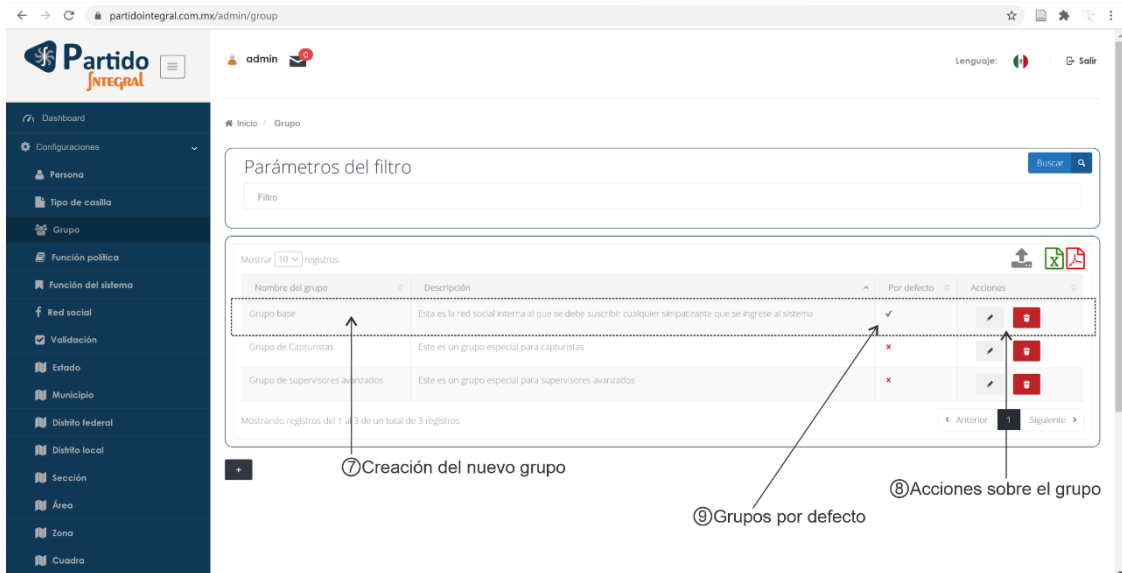 partidointegral.com.mx/admin/group
Partido
INTEGRAL
admin 0
Lenguaje:
Salir
Dashboard
Inicio / Grupo
Configuraciones
Parámetros del filtro
Buscar
Persona
Filtro
Tipo de casilla
Grupo
Función política
Mostrar 10 registros
Función del sistema
Nombre del grupo Descripción Por defecto Acciones
Red social
Grupo base Esta es la red social interna al que se debe suscribir cualquier simpatizante que se ingrese al sistema
Validación
Grupo de Capturistas Este es un grupo especial para capturistas
Estado
Grupo de supervisores avanzados Este es un grupo especial para supervisores avanzados
Municipio
Distrito federal
Mostrando registros del 1 al 3 de un total de 3 registros
Anterior 1 Siguiente
Distrito local
Sección
+
⑦Creación del nuevo grupo
⑧Acciones sobre el grupo
Área
⑨Grupos por defecto
Zona
Cuadra